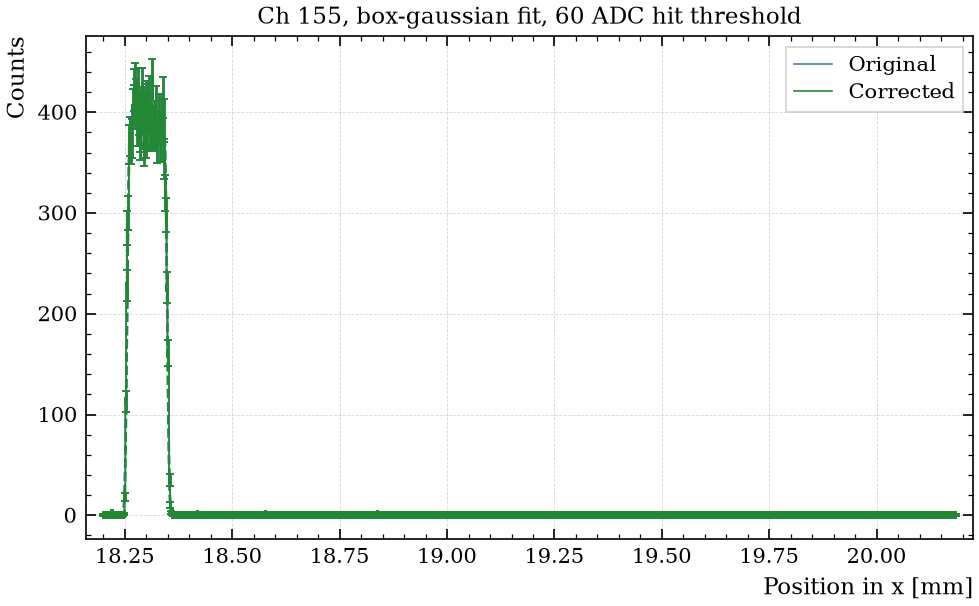 Ch 155, box-gaussian fit, 60 ADC hit threshold
Counts
Original
Corrected
400
300
200
100
0
18.25 18.50 18.75 19.00 19.25 19.50 19.75 20.00
Position in x [mm]